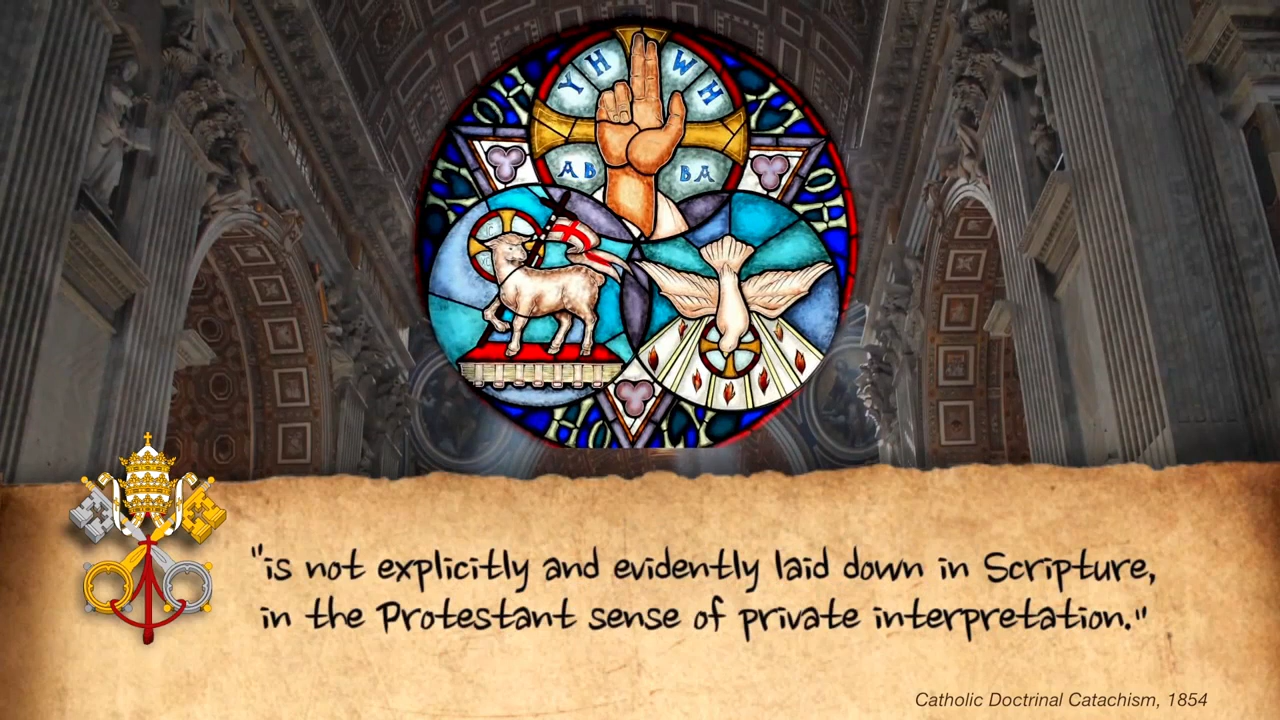 Y H W H
AB BA
"is not explicitly and evidently laid down in Scripture,
in the Protestant sense of private interpretation."
Catholic Doctrinal Catachism, 1854